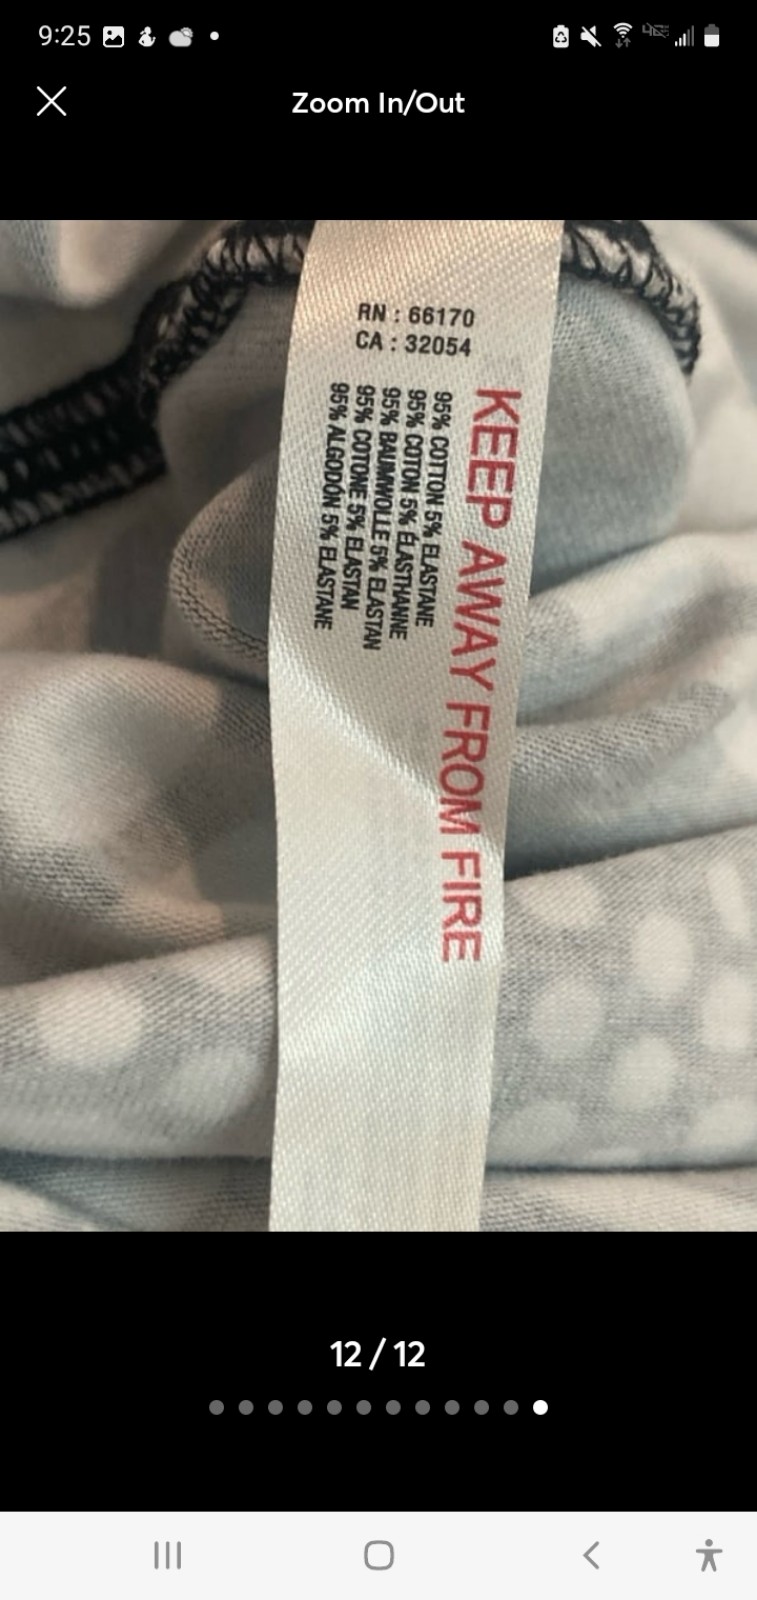 9:25
Zoom In/Out
RN : 66170
CA : 32054
KEEP AWAY FROM FIRE
95% COTTON 5% ELASTANE
95% COTON 5% ÉLASTHANNE
95% BAUMWOLLE 5% ELASTAN
95% COTONE 5% ELASTAN
95% ALGODÓN 5% ELASTANE
12 / 12